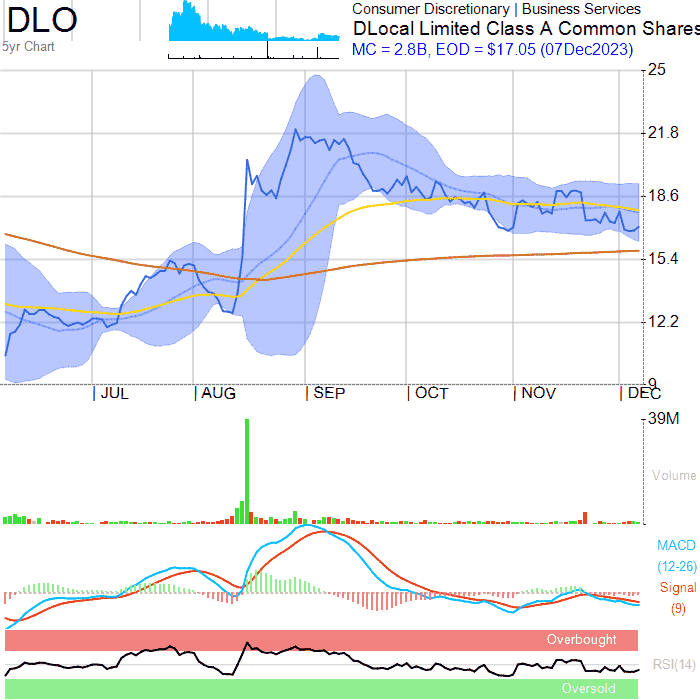 DLO
5yr Chart
Consumer Discretionary | Business Services
DLocal Limited Class A Common Shares
MC = 2.8B, EOD = $17.05 (07Dec2023)
25
21.8
18.6
15.4
12.2
9
JUL AUG SEP OCT NOV DEC
39M
Volume
MACD
(12-26)
Signal
(9)
Overbought
RSI(14)
Oversold